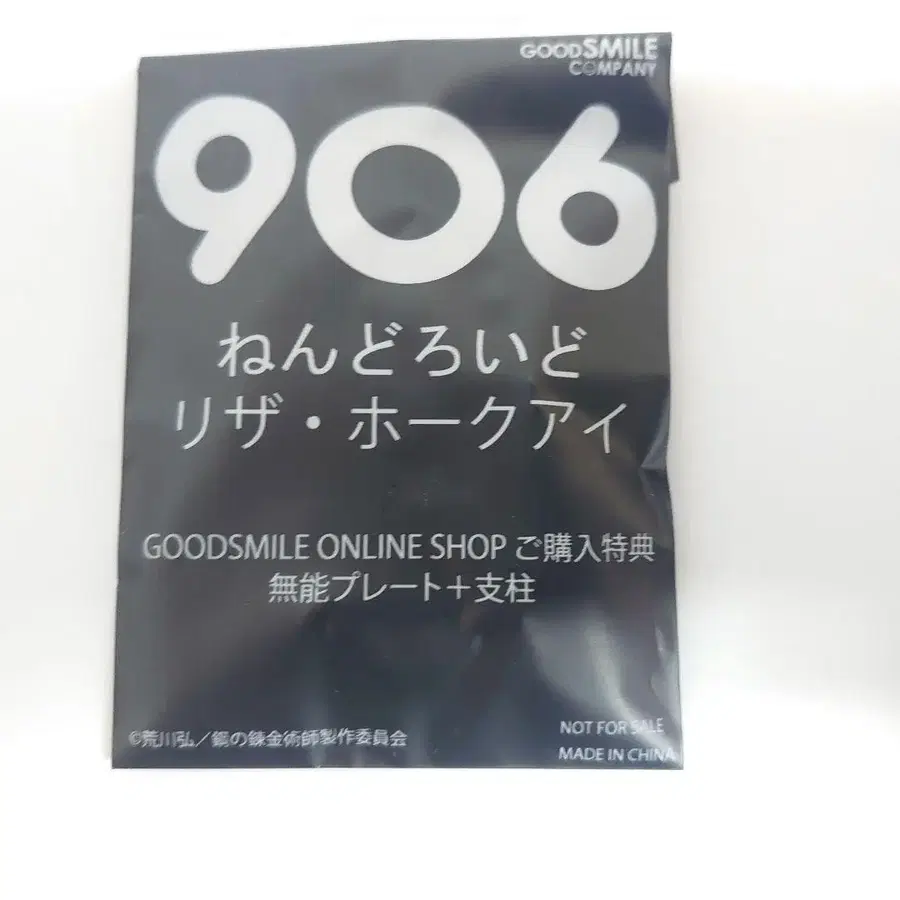 GOODSMILE
COMPANY
906
ねんどろいど
リザ・ホークアイ
GOODSMILE ONLINE SHOP ご購入特典
無能プレート＋支柱
©荒川弘／鋼の錬金術師製作委員会
NOT FOR SALE
MADE IN CHINA